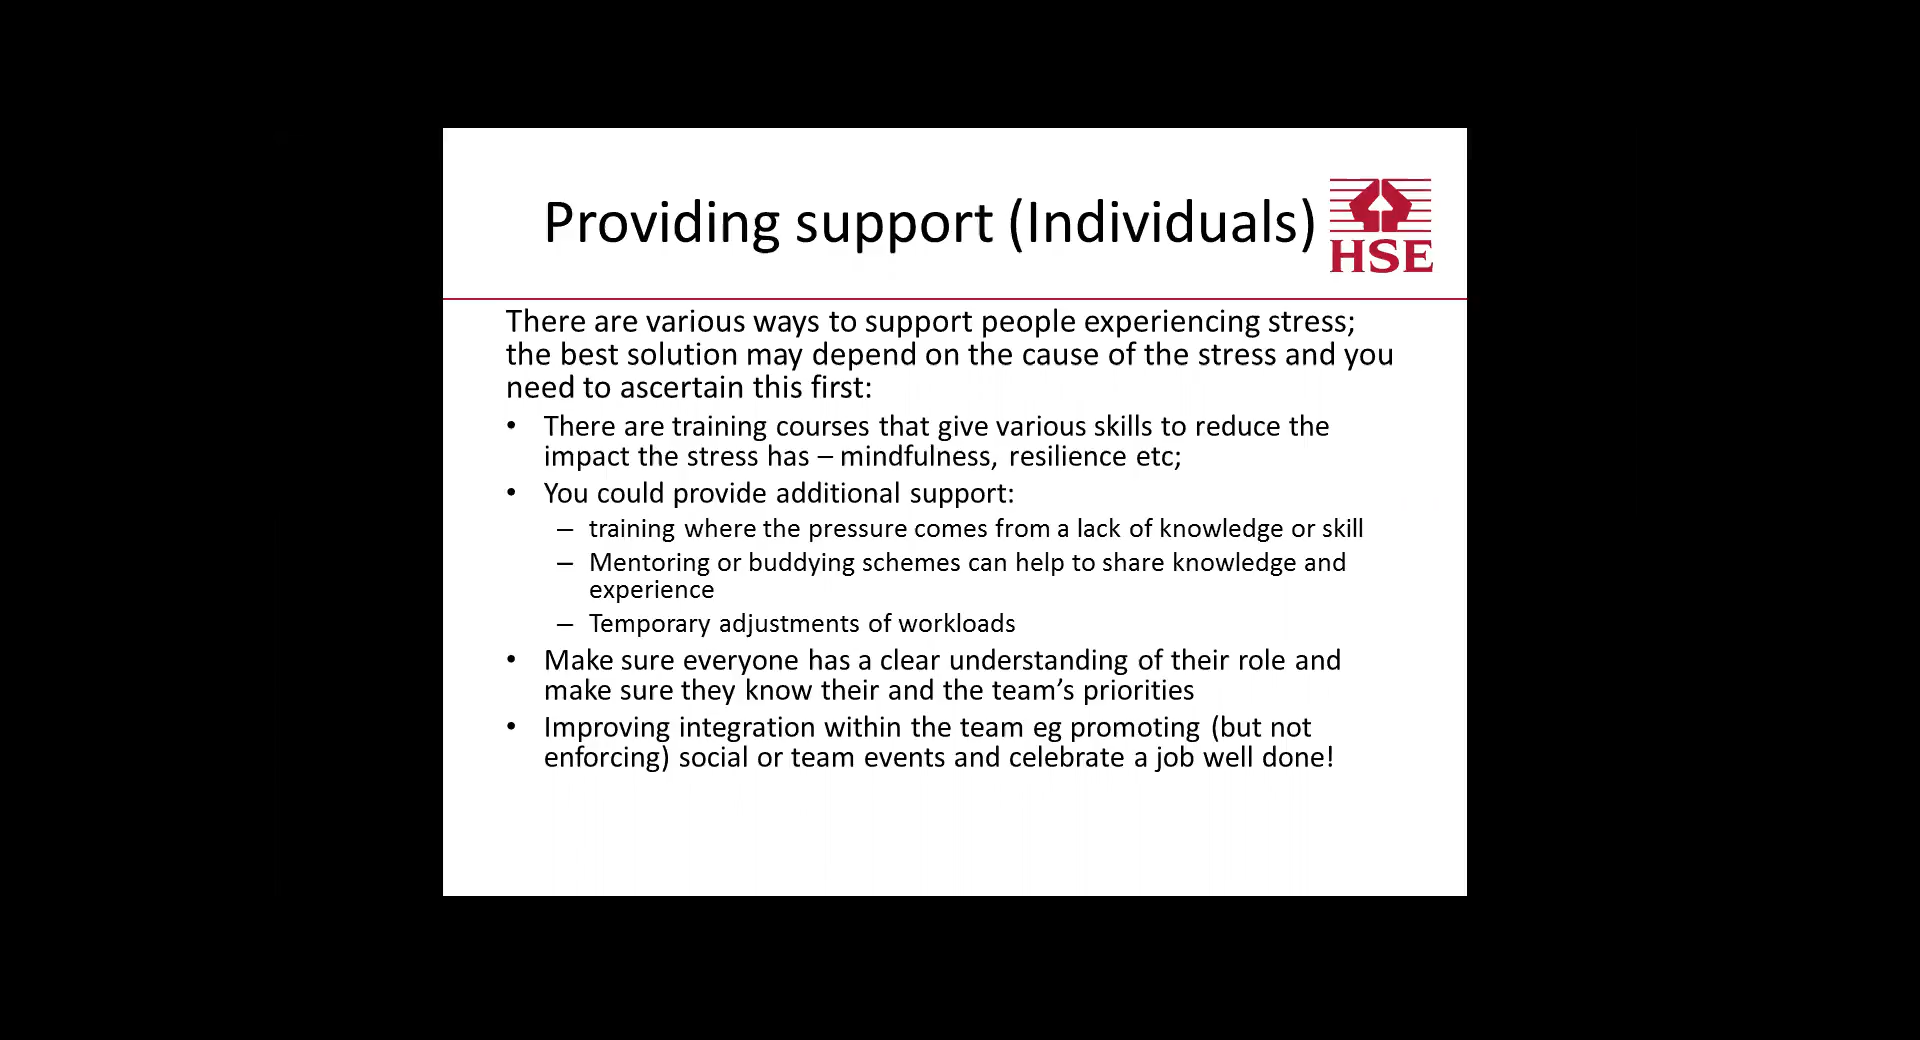 Providing support (Individuals)
HSE
There are various ways to support people experiencing stress;
the best solution may depend on the cause of the stress and you
need to ascertain this first:
• There are training courses that give various skills to reduce the
impact the stress has – mindfulness, resilience etc;
• You could provide additional support:
– training where the pressure comes from a lack of knowledge or skill
– Mentoring or buddying schemes can help to share knowledge and
experience
– Temporary adjustments of workloads
• Make sure everyone has a clear understanding of their role and
make sure they know their and the team’s priorities
• Improving integration within the team eg promoting (but not
enforcing) social or team events and celebrate a job well done!